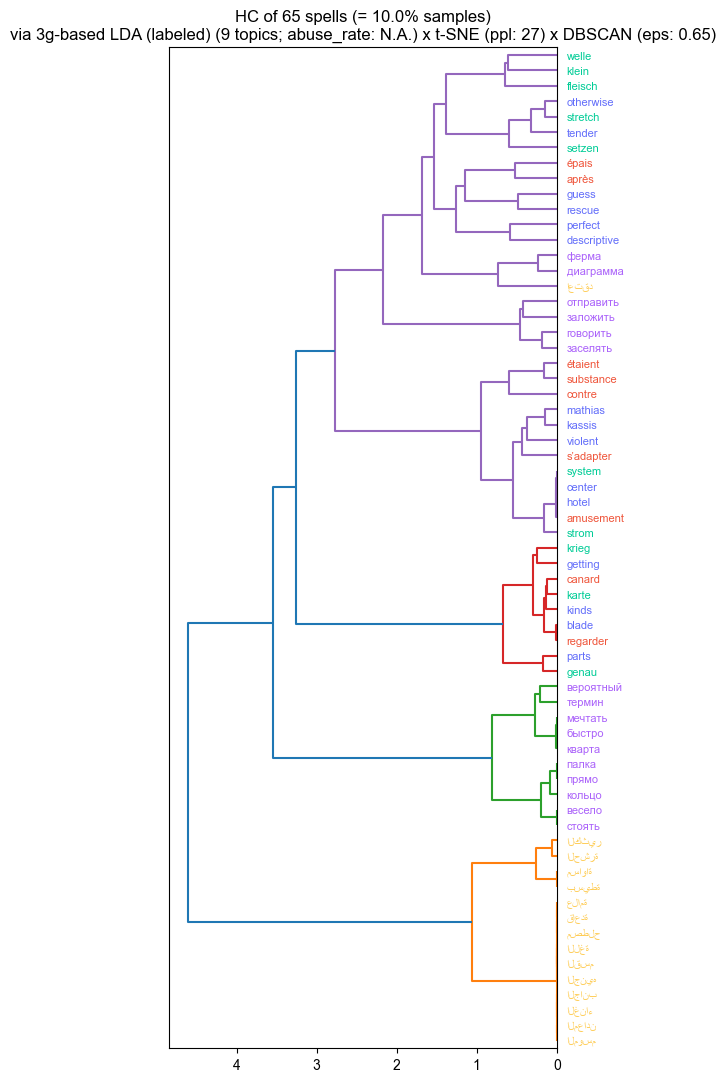 HC of 65 spells (= 10.0% samples)
via 3g-based LDA (labeled) (9 topics; abuse_rate: N.A.) x t-SNE (ppl: 27) x DBSCAN (eps: 0.65)
welle
klein
fleisch
otherwise
stretch
tender
setzen
épais
après
guess
rescue
perfect
descriptive
ферма
диаграмма
отправить
заложить
говорить
заселять
étaient
substance
contre
mathias
kassis
violent
s'adapter
system
center
hotel
amusement
strom
krieg
getting
canard
karte
kinds
blade
regarder
parts
genau
вероятный
термин
мечтать
быстро
кварта
палка
прямо
кольцо
весело
стоять
الكثير
الحشرة
مساواة
بسيطة
علامة
قاعدة
مصطلح
اللغة
القسم
الجنيه
الجانب
الغناء
المعادن
الموسم
4 3 2 1 0